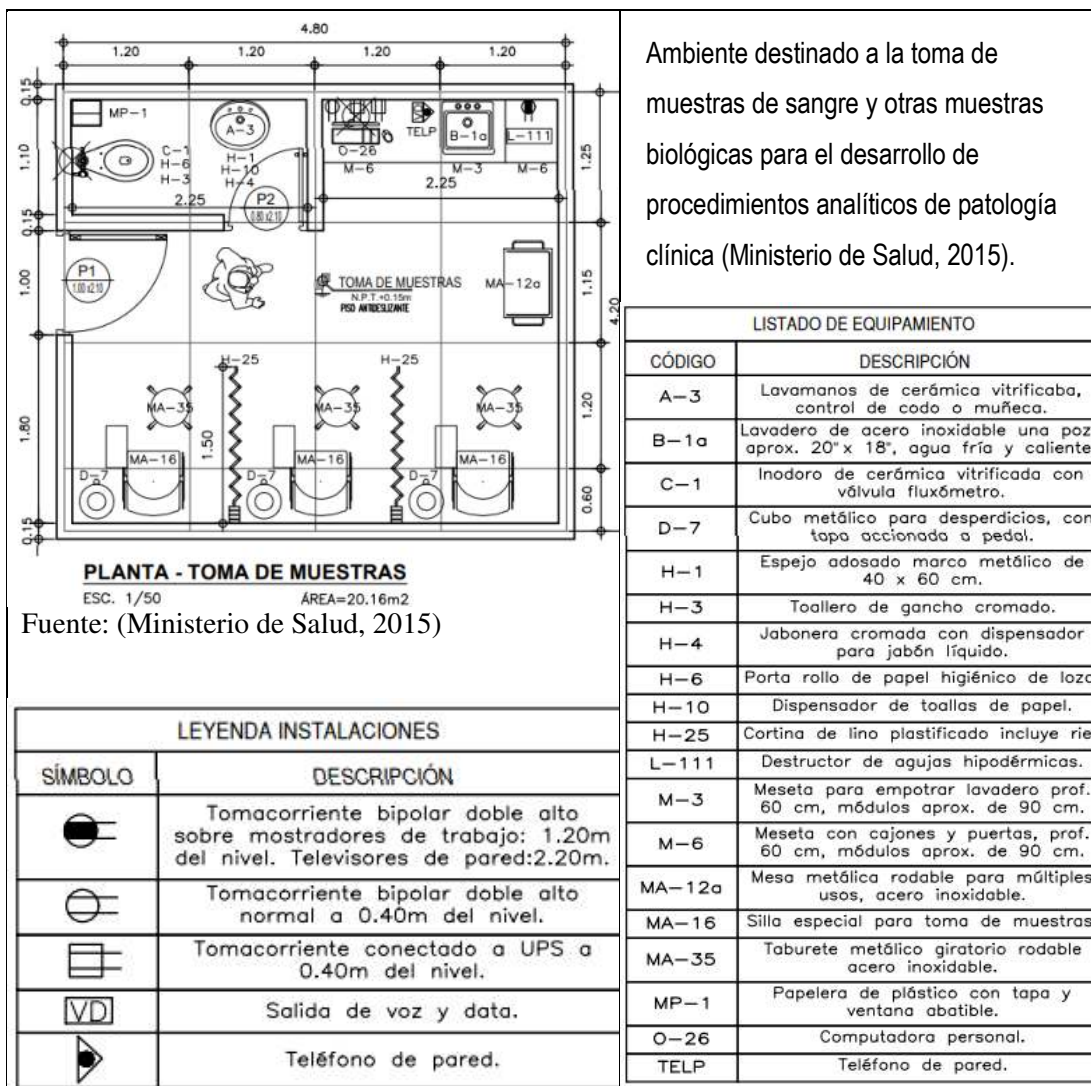 4.80
1.20 1.20 1.20 1.20
0.15
1.10
0.15
1.00
1.80
0.15
MP-1
A-3
C-1
H-6
H-3
H-1
H-10
H-4
2.25
P2
0.80 x2.10
O-26
M-6
TELP
B-1a
M-3
L-111
M-6
2.25
1.25
1.15
4.20
1.20
0.60
P1
1.00 x2.10
TOMA DE MUESTRAS
N.P.T.+0.15m
PISO ANTIDESLIZANTE
MA-12a
H-25 H-25
MA-35 MA-35 MA-35
1.50
MA-16 MA-16 MA-16
D-7 D-7 D-7
PLANTA - TOMA DE MUESTRAS
ESC. 1/50 ÁREA=20.16m2
Fuente: (Ministerio de Salud, 2015)
LEYENDA INSTALACIONES
SÍMBOLO DESCRIPCIÓN
Tomacorriente bipolar doble alto
sobre mostradores de trabajo: 1.20m
del nivel. Televisores de pared:2.20m.
Tomacorriente bipolar doble alto
normal a 0.40m del nivel.
Tomacorriente conectado a UPS a
0.40m del nivel.
VD Salida de voz y data.
Teléfono de pared.
Ambiente destinado a la toma de
muestras de sangre y otras muestras
biológicas para el desarrollo de
procedimientos analíticos de patología
clínica (Ministerio de Salud, 2015).
LISTADO DE EQUIPAMIENTO
CÓDIGO DESCRIPCIÓN
A-3 Lavamanos de cerámica vitrificaba,
control de codo o muñeca.
B-1a Lavadero de acero inoxidable una poz
aprox. 20"x 18", agua fría y caliente
C-1 Inodoro de cerámica vitrificada con
válvula fluxómetro.
D-7 Cubo metálico para desperdicios, con
tapa accionada a pedal.
H-1 Espejo adosado marco metálico de
40 x 60 cm.
H-3 Toallero de gancho cromado.
H-4 Jabonera cromada con dispensador
para jabón líquido.
H-6 Porta rollo de papel higiénico de loza
H-10 Dispensador de toallas de papel.
H-25 Cortina de lino plastificado incluye rie
L-111 Destructor de agujas hipodérmicas.
M-3 Meseta para empotrar lavadero prof.
60 cm, módulos aprox. de 90 cm.
M-6 Meseta con cajones y puertas, prof.
60 cm, módulos aprox. de 90 cm.
MA-12a Mesa metálica rodable para múltiples
usos, acero inoxidable.
MA-16 Silla especial para toma de muestras
MA-35 Taburete metálico giratorio rodable
acero inoxidable.
MP-1 Papelera de plástico con tapa y
ventana abatible.
O-26 Computadora personal.
TELP Teléfono de pared.